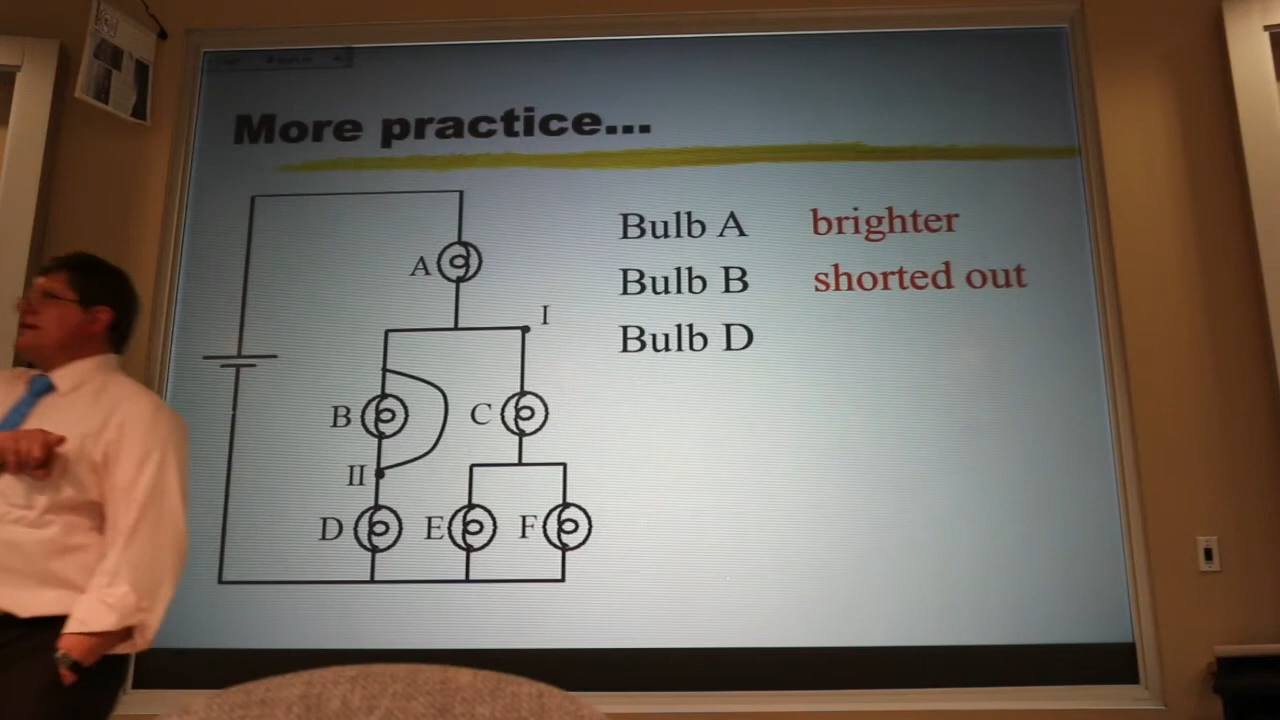 More practice...
Bulb A brighter
Bulb B shorted out
Bulb D
A
I
B
C
II
D
E
F